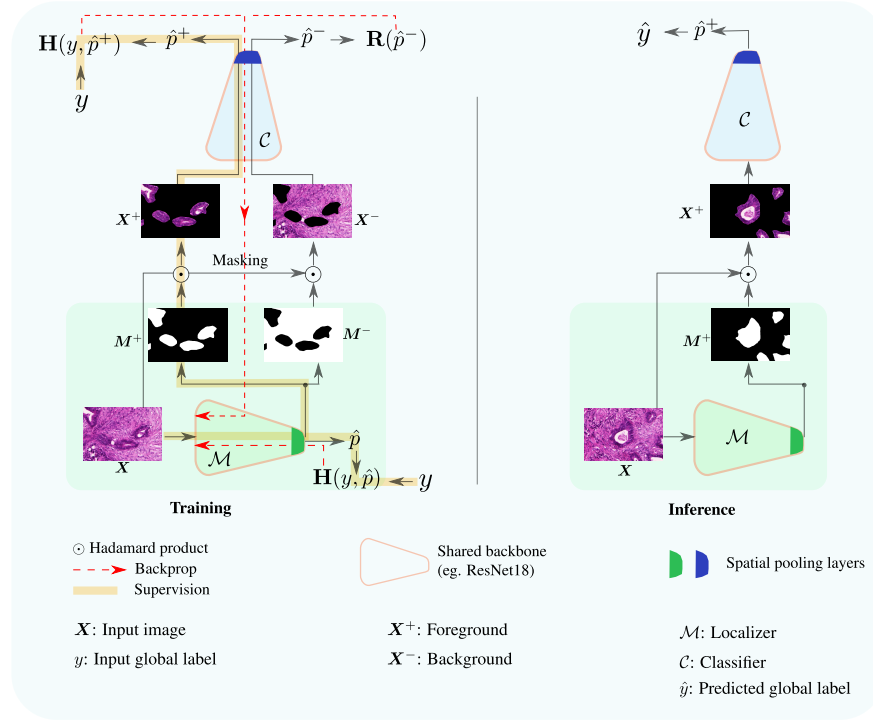 H(y, p̂⁺) p̂⁺ p̂⁻ R(p̂⁻)
y
C
X⁺ X⁻
Masking
M⁺ M⁻
X M p̂
H(y, p̂) y
Training
ŷ p̂⁺
C
X⁺
M⁺
X M
Inference
⊙ Hadamard product
Backprop
Supervision
Shared backbone
(eg. ResNet18)
Spatial pooling layers
X: Input image
y: Input global label
X⁺: Foreground
X⁻: Background
M: Localizer
C: Classifier
ŷ: Predicted global label